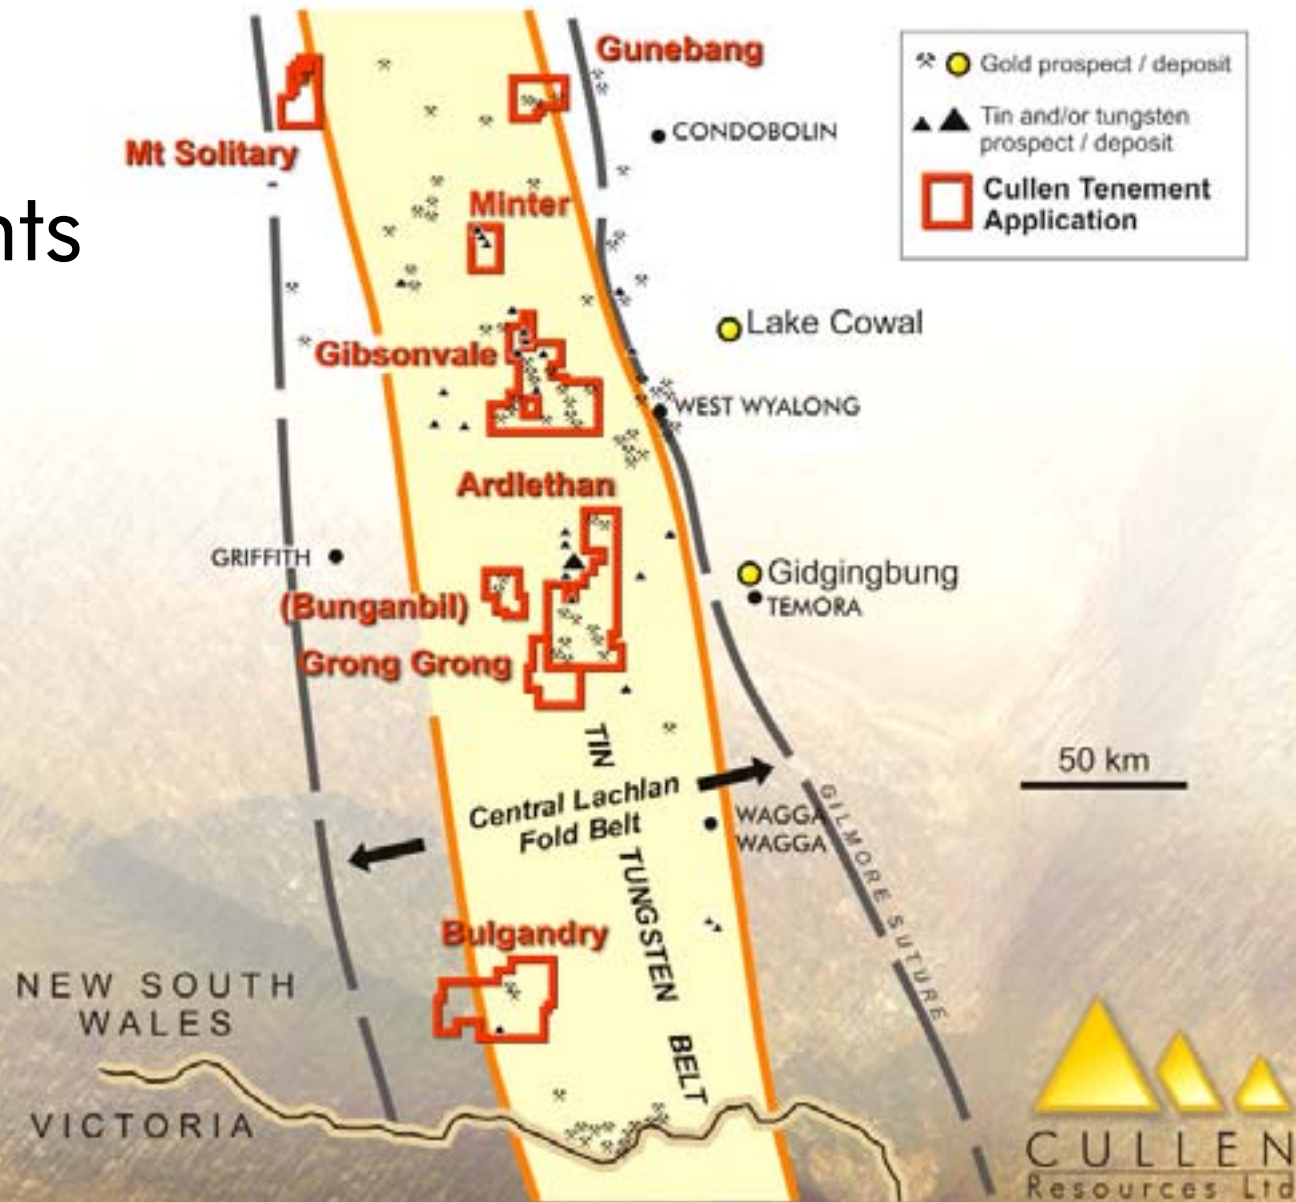 nts
Gunebang
Mt Solitary
CONDOBOLIN
Minter
Gold prospect / deposit
Tin and/or tungsten
prospect / deposit
Cullen Tenement
Application
Lake Cowal
Gibsonvale
WEST WYALONG
Ardlethan
GRIFFITH
Gidgingbung
TEMORA
(Bunganbil)
Grong Grong
TIN
TUNGSTEN
BELT
Central Lachlan
Fold Belt
50 km
WAGGA
WAGGA
GILMORE SUTURE
Bulgandry
NEW SOUTH
WALES
VICTORIA
CULLEN
Resources Ltd